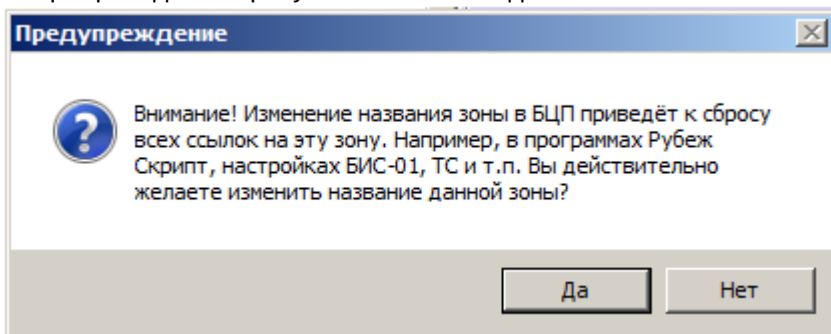 Предупреждение
Внимание! Изменение названия зоны в БЦП приведёт к сбросу
всех ссылок на эту зону. Например, в программах Рубеж
Скрипт, настройках БИС-01, ТС и т.п. Вы действительно
желаете изменить название данной зоны?
Да
Нет